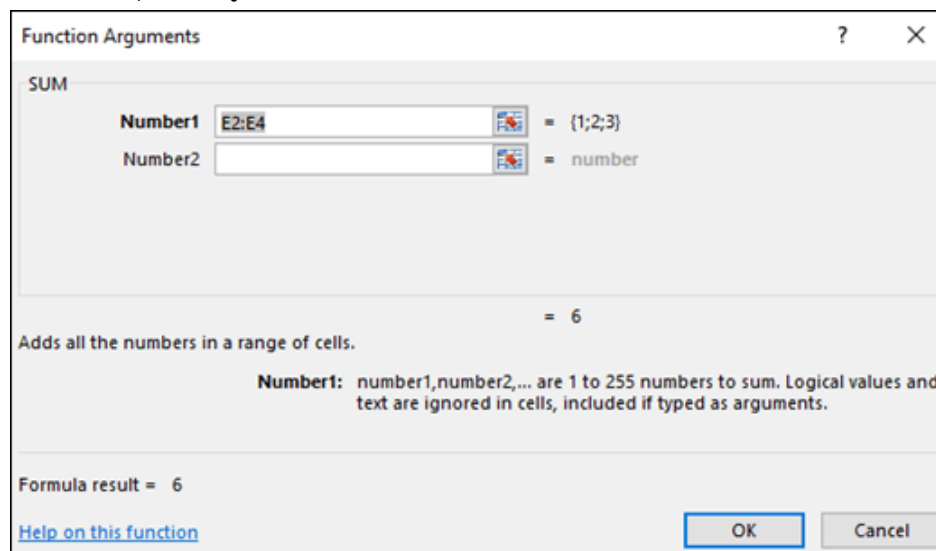 Function Arguments ? ×
SUM
Number1 E2:E4 = {1;2;3}
Number2 = number
= 6
Adds all the numbers in a range of cells.
Number1: number1,number2,... are 1 to 255 numbers to sum. Logical values and
text are ignored in cells, included if typed as arguments.
Formula result = 6
Help on this function OK Cancel